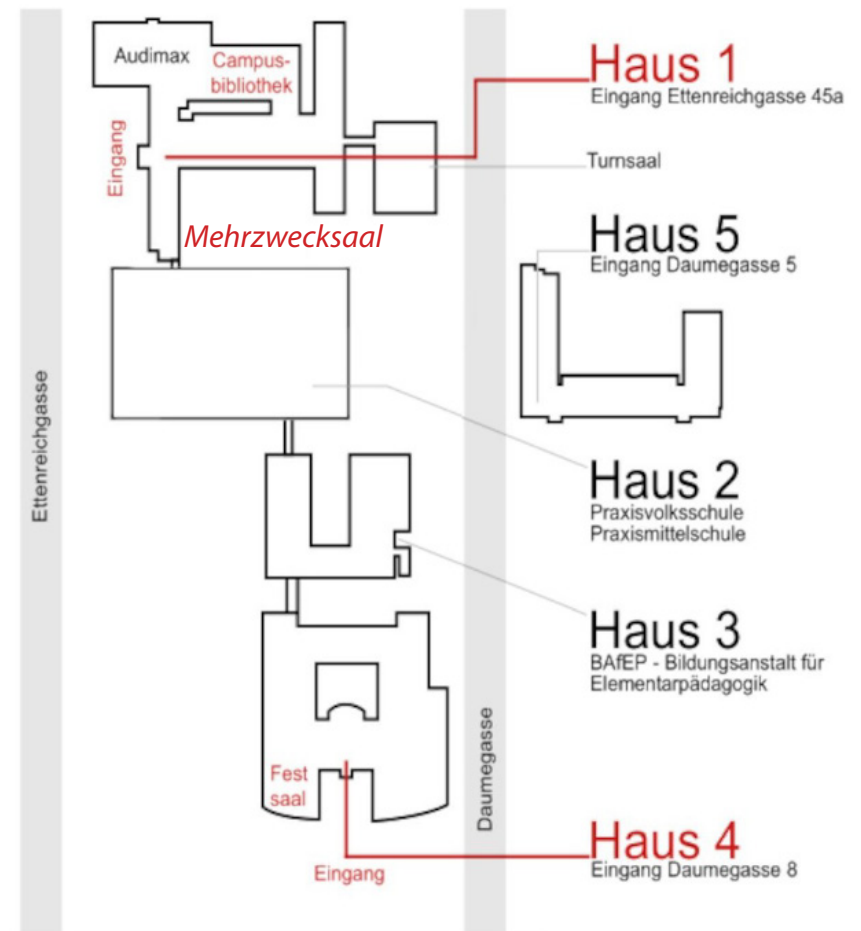 Audimax
Campus-
bibliothek
Eingang
Mehrzwecksaal
Ettenreichgasse
Haus 1
Eingang Ettenreichgasse 45a
Turnsaal
Haus 5
Eingang Daumegasse 5
Haus 2
Praxisvolksschule
Praxismittelschule
Haus 3
BAfEP - Bildungsanstalt für
Elementarpädagogik
Daumegasse
Fest
saal
Eingang
Haus 4
Eingang Daumegasse 8